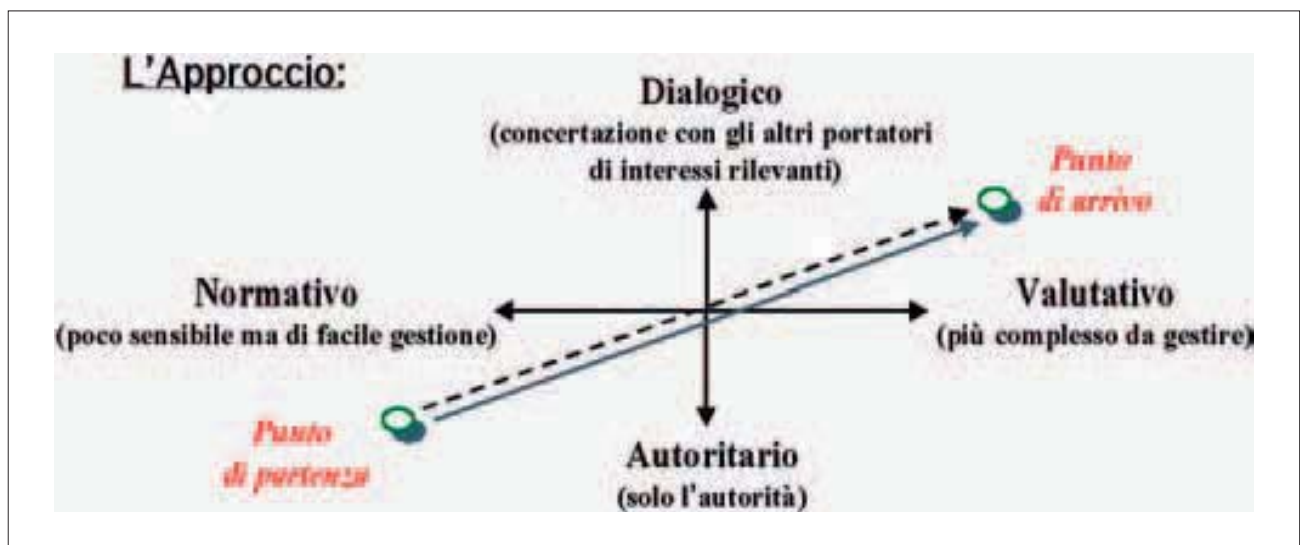 L'Approccio:
Dialogico
(concertazione con gli altri portatori
di interessi rilevanti)
Punto
di arrivo
Normativo
(poco sensibile ma di facile gestione)
Valutativo
(più complesso da gestire)
Punto
di partenza
Autoritario
(solo l'autorità)